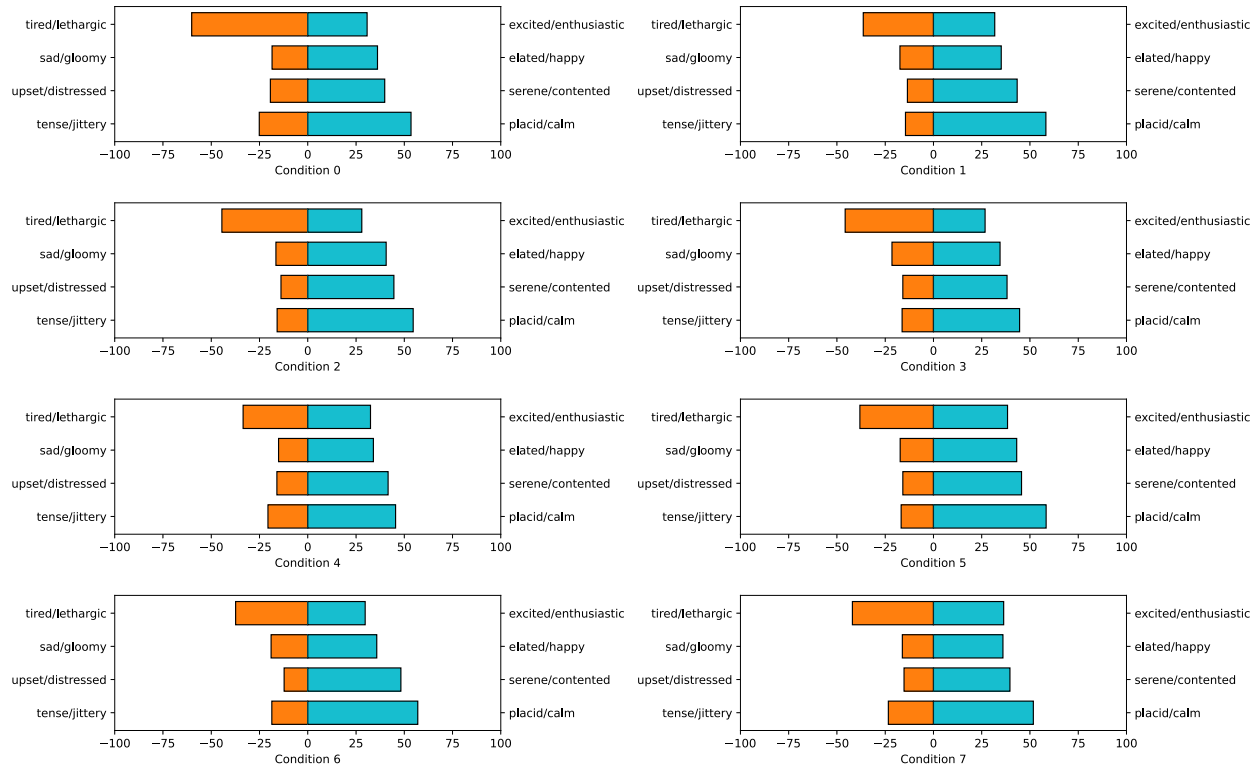 tired/lethargic excited/enthusiastic
sad/gloomy elated/happy
upset/distressed serene/contented
tense/jittery placid/calm
−100 −75 −50 −25 0 25 50 75 100
Condition 0
tired/lethargic excited/enthusiastic
sad/gloomy elated/happy
upset/distressed serene/contented
tense/jittery placid/calm
−100 −75 −50 −25 0 25 50 75 100
Condition 1
tired/lethargic excited/enthusiastic
sad/gloomy elated/happy
upset/distressed serene/contented
tense/jittery placid/calm
−100 −75 −50 −25 0 25 50 75 100
Condition 2
tired/lethargic excited/enthusiastic
sad/gloomy elated/happy
upset/distressed serene/contented
tense/jittery placid/calm
−100 −75 −50 −25 0 25 50 75 100
Condition 3
tired/lethargic excited/enthusiastic
sad/gloomy elated/happy
upset/distressed serene/contented
tense/jittery placid/calm
−100 −75 −50 −25 0 25 50 75 100
Condition 4
tired/lethargic excited/enthusiastic
sad/gloomy elated/happy
upset/distressed serene/contented
tense/jittery placid/calm
−100 −75 −50 −25 0 25 50 75 100
Condition 5
tired/lethargic excited/enthusiastic
sad/gloomy elated/happy
upset/distressed serene/contented
tense/jittery placid/calm
−100 −75 −50 −25 0 25 50 75 100
Condition 6
tired/lethargic excited/enthusiastic
sad/gloomy elated/happy
upset/distressed serene/contented
tense/jittery placid/calm
−100 −75 −50 −25 0 25 50 75 100
Condition 7